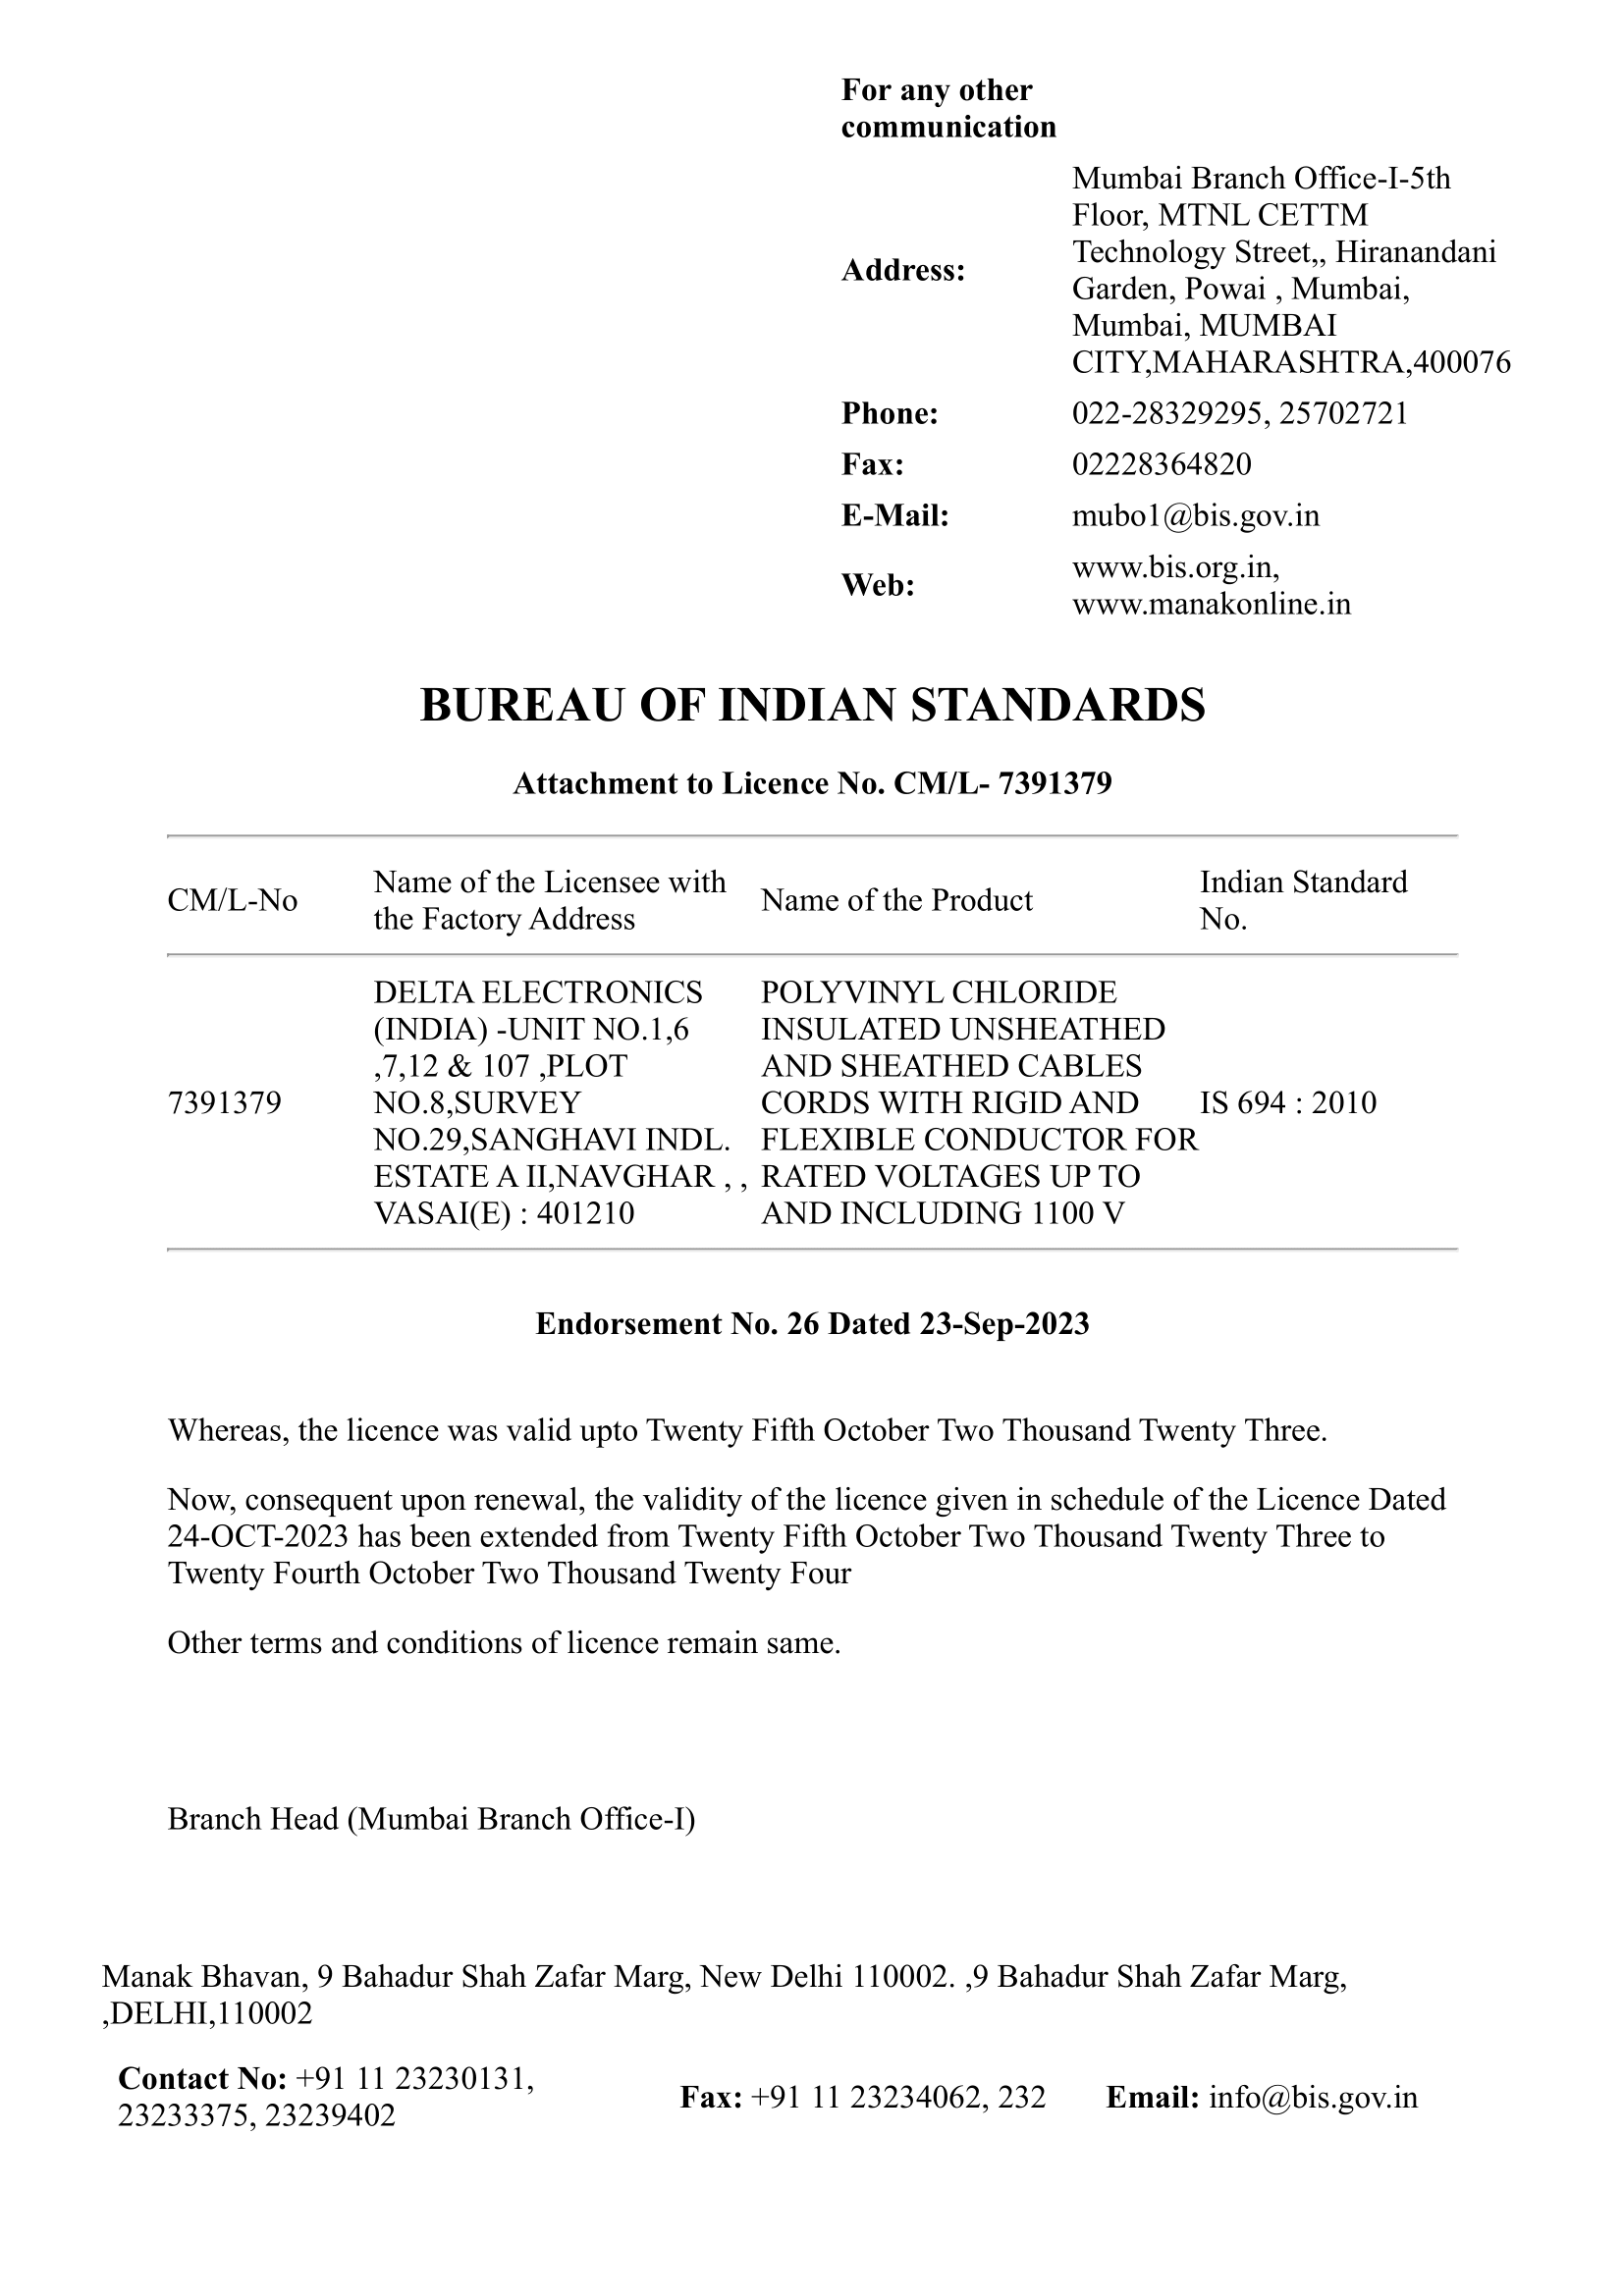 For any other
communication
Address:
Mumbai Branch Office-I-5th
Floor, MTNL CETTM
Technology Street,, Hiranandani
Garden, Powai , Mumbai,
Mumbai, MUMBAI
CITY,MAHARASHTRA,400076
Phone: 022-28329295, 25702721
Fax: 02228364820
E-Mail: mubo1@bis.gov.in
Web:
www.bis.org.in,
www.manakonline.in
BUREAU OF INDIAN STANDARDS
Attachment to Licence No. CM/L- 7391379
CM/L-No
Name of the Licensee with
the Factory Address
Name of the Product
Indian Standard
No.
7391379
DELTA ELECTRONICS
(INDIA) -UNIT NO.1,6
,7,12 & 107 ,PLOT
NO.8,SURVEY
NO.29,SANGHAVI INDL.
ESTATE A II,NAVGHAR , ,
VASAI(E) : 401210
POLYVINYL CHLORIDE
INSULATED UNSHEATHED
AND SHEATHED CABLES
CORDS WITH RIGID AND
FLEXIBLE CONDUCTOR FOR
RATED VOLTAGES UP TO
AND INCLUDING 1100 V
IS 694 : 2010
Endorsement No. 26 Dated 23-Sep-2023
Whereas, the licence was valid upto Twenty Fifth October Two Thousand Twenty Three.
Now, consequent upon renewal, the validity of the licence given in schedule of the Licence Dated
24-OCT-2023 has been extended from Twenty Fifth October Two Thousand Twenty Three to
Twenty Fourth October Two Thousand Twenty Four
Other terms and conditions of licence remain same.
Branch Head (Mumbai Branch Office-I)
Manak Bhavan, 9 Bahadur Shah Zafar Marg, New Delhi 110002. ,9 Bahadur Shah Zafar Marg,
,DELHI,110002
Contact No: +91 11 23230131,
23233375, 23239402
Fax: +91 11 23234062, 232
Email: info@bis.gov.in